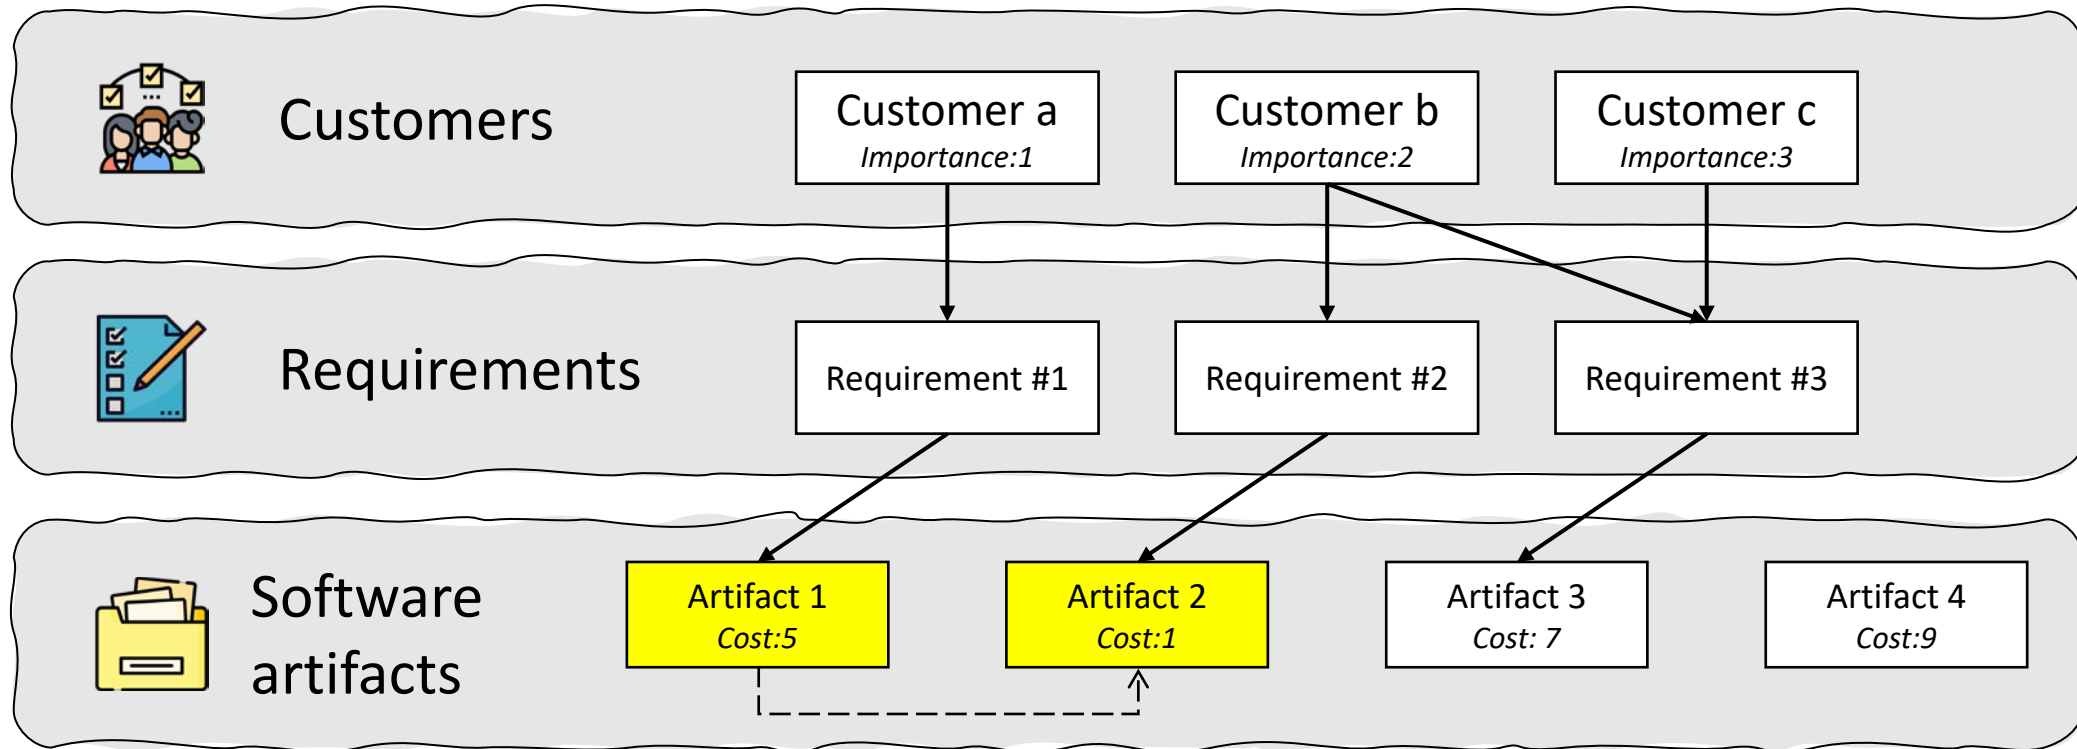 Customers
Customer a
Importance:1
Customer b
Importance:2
Customer c
Importance:3
Requirements
Requirement #1
Requirement #2
Requirement #3
Software
artifacts
Artifact 1
Cost:5
Artifact 2
Cost:1
Artifact 3
Cost: 7
Artifact 4
Cost:9